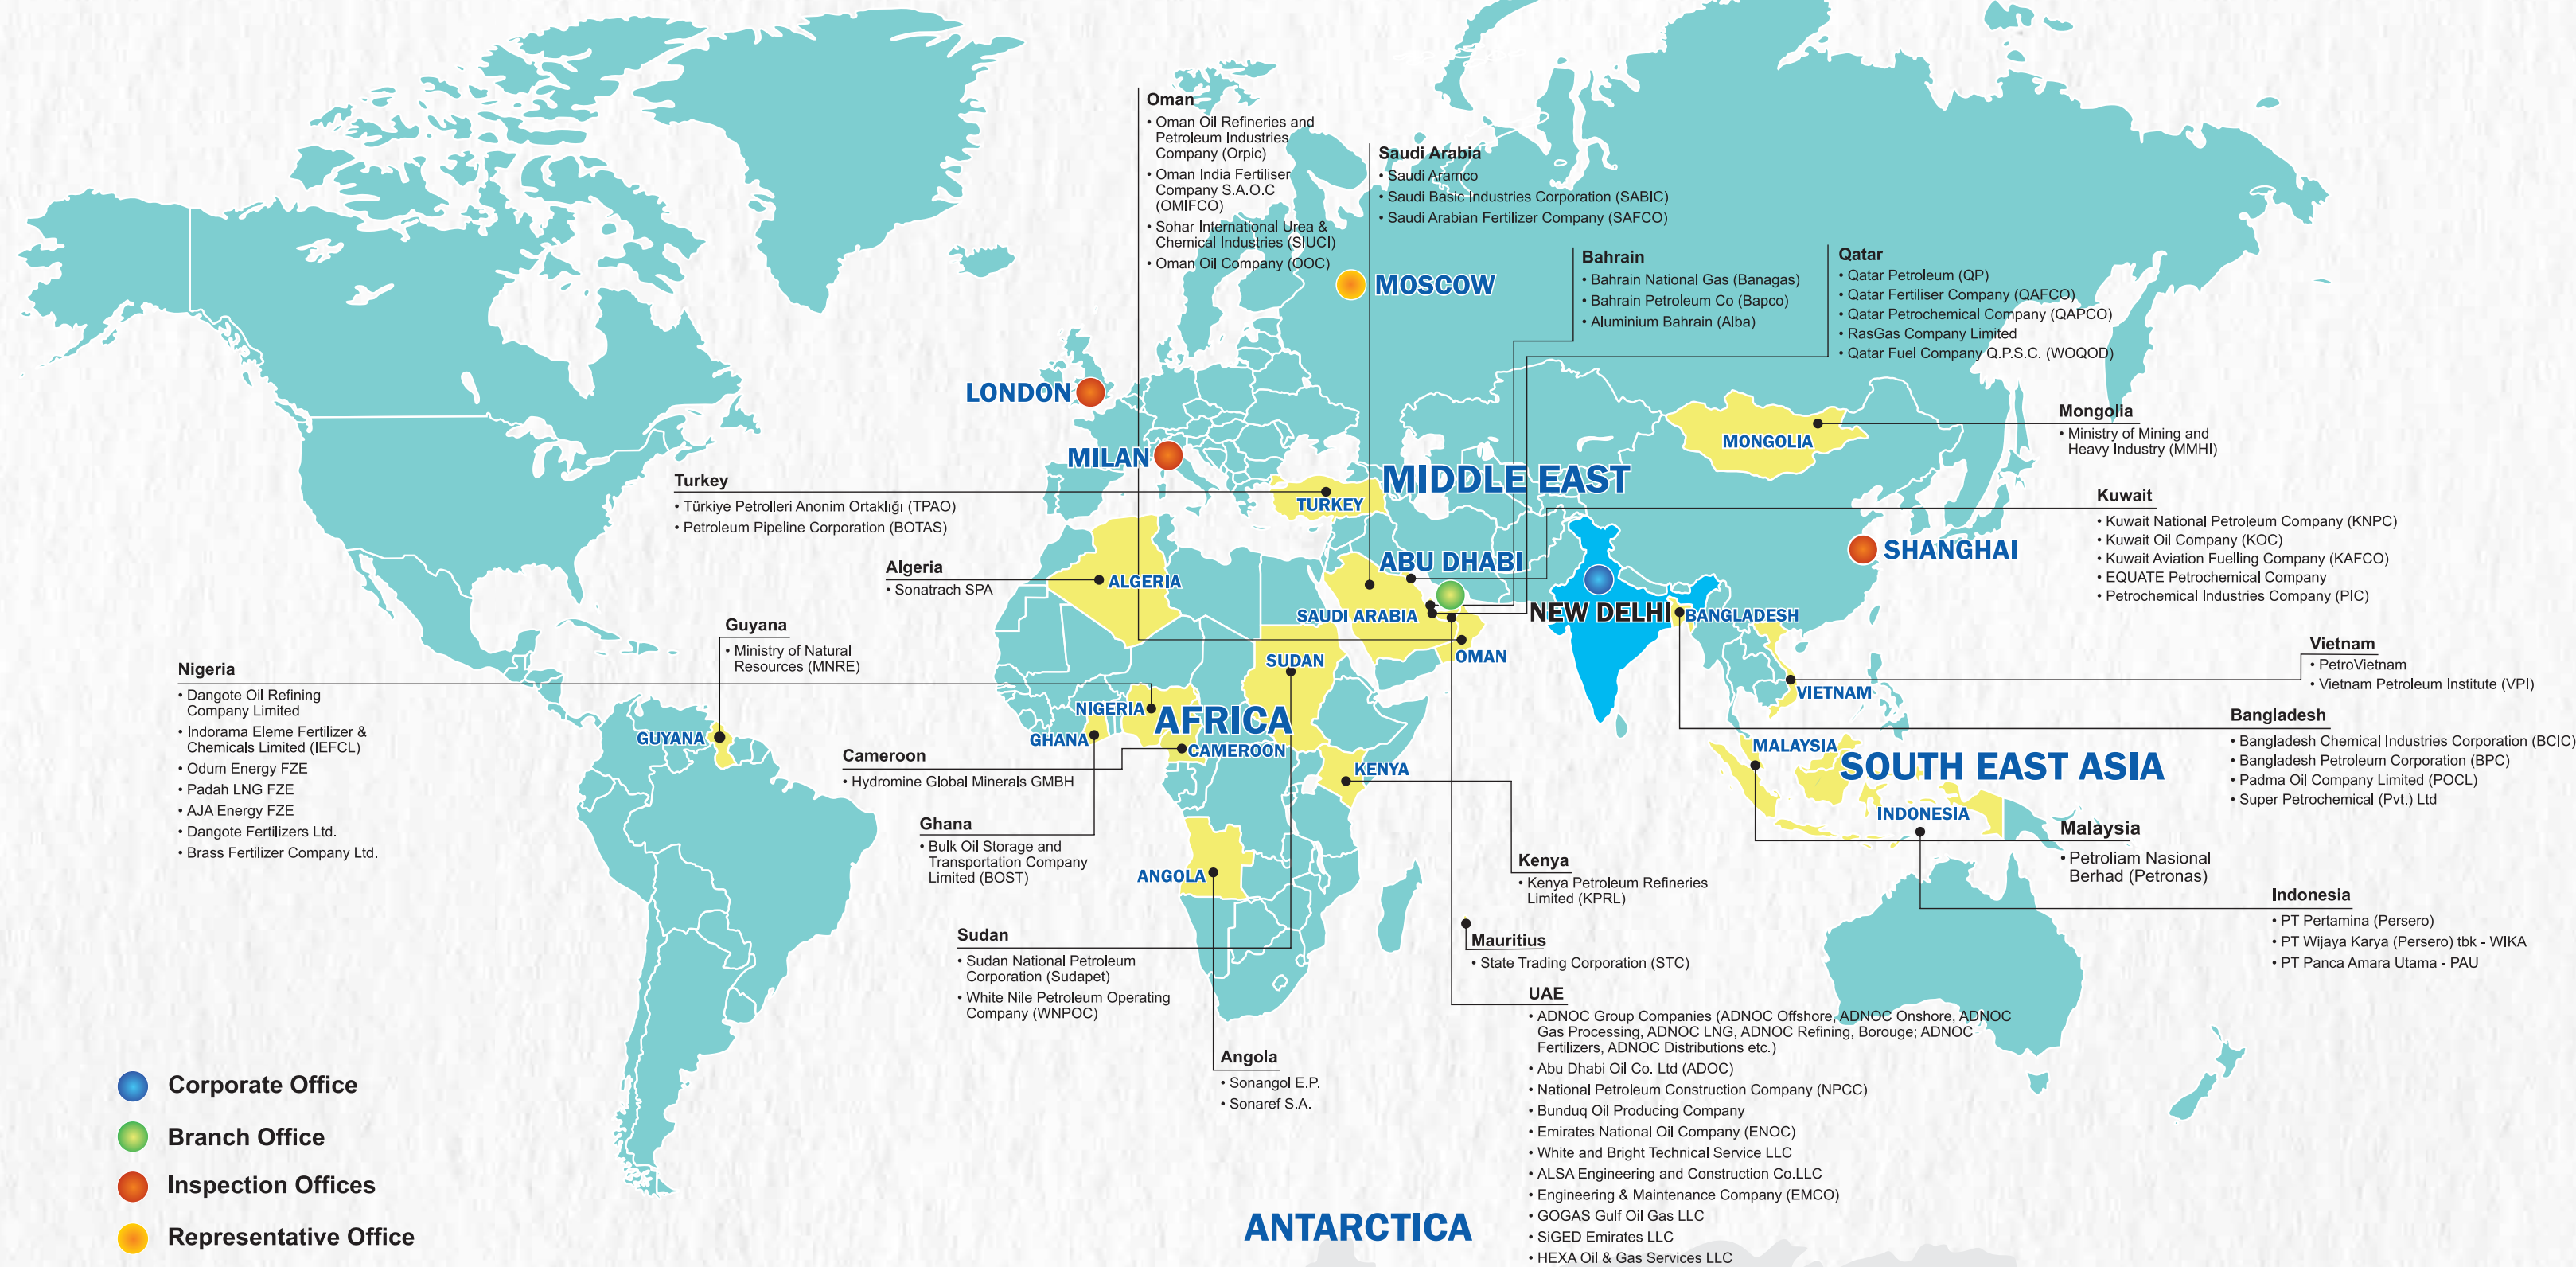 Oman
• Oman Oil Refineries and
Petroleum Industries
Company (Orpic)
• Oman India Fertiliser
Company S.A.O.C
(OMIFCO)
• Sohar International Urea &
Chemical Industries (SIUCI)
• Oman Oil Company (OOC)
Saudi Arabia
• Saudi Aramco
• Saudi Basic Industries Corporation (SABIC)
• Saudi Arabian Fertilizer Company (SAFCO)
Bahrain
• Bahrain National Gas (Banagas)
• Bahrain Petroleum Co (Bapco)
• Aluminium Bahrain (Alba)
Qatar
• Qatar Petroleum (QP)
• Qatar Fertiliser Company (QAFCO)
• Qatar Petrochemical Company (QAPCO)
• RasGas Company Limited
• Qatar Fuel Company Q.P.S.C. (WOQOD)
MOSCOW
LONDON
MILAN
Mongolia
• Ministry of Mining and
Heavy Industry (MMHI)
MONGOLIA
MIDDLE EAST
Turkey
• Türkiye Petrolleri Anonim Ortaklığı (TPAO)
• Petroleum Pipeline Corporation (BOTAS)
TURKEY
Kuwait
• Kuwait National Petroleum Company (KNPC)
• Kuwait Oil Company (KOC)
• Kuwait Aviation Fuelling Company (KAFCO)
• EQUATE Petrochemical Company
• Petrochemical Industries Company (PIC)
SHANGHAI
ABU DHABI
Algeria
• Sonatrach SPA
ALGERIA
SAUDI ARABIA
NEW DELHI
BANGLADESH
Guyana
• Ministry of Natural
Resources (MNRE)
OMAN
SUDAN
Vietnam
• PetroVietnam
• Vietnam Petroleum Institute (VPI)
VIETNAM
Nigeria
• Dangote Oil Refining
Company Limited
• Indorama Eleme Fertilizer &
Chemicals Limited (IEFCL)
• Odum Energy FZE
• Padah LNG FZE
• AJA Energy FZE
• Dangote Fertilizers Ltd.
• Brass Fertilizer Company Ltd.
NIGERIA
AFRICA
GUYANA
GHANA
CAMEROON
Bangladesh
• Bangladesh Chemical Industries Corporation (BCIC)
• Bangladesh Petroleum Corporation (BPC)
• Padma Oil Company Limited (POCL)
• Super Petrochemical (Pvt.) Ltd
MALAYSIA
SOUTH EAST ASIA
Cameroon
• Hydromine Global Minerals GMBH
KENYA
INDONESIA
Ghana
• Bulk Oil Storage and
Transportation Company
Limited (BOST)
Malaysia
• Petroliam Nasional
Berhad (Petronas)
ANGOLA
Kenya
• Kenya Petroleum Refineries
Limited (KPRL)
Indonesia
• PT Pertamina (Persero)
• PT Wijaya Karya (Persero) tbk - WIKA
• PT Panca Amara Utama - PAU
Sudan
• Sudan National Petroleum
Corporation (Sudapet)
• White Nile Petroleum Operating
Company (WNPOC)
Mauritius
• State Trading Corporation (STC)
UAE
• ADNOC Group Companies (ADNOC Offshore, ADNOC Onshore, ADNOC
Gas Processing, ADNOC LNG, ADNOC Refining, Borouge; ADNOC
Fertilizers, ADNOC Distributions etc.)
• Abu Dhabi Oil Co. Ltd (ADOC)
• National Petroleum Construction Company (NPCC)
• Bunduq Oil Producing Company
• Emirates National Oil Company (ENOC)
• White and Bright Technical Service LLC
• ALSA Engineering and Construction Co.LLC
• Engineering & Maintenance Company (EMCO)
• GOGAS Gulf Oil Gas LLC
• SiGED Emirates LLC
• HEXA Oil & Gas Services LLC
Angola
• Sonangol E.P.
• Sonaref S.A.
Corporate Office
Branch Office
Inspection Offices
Representative Office
ANTARCTICA